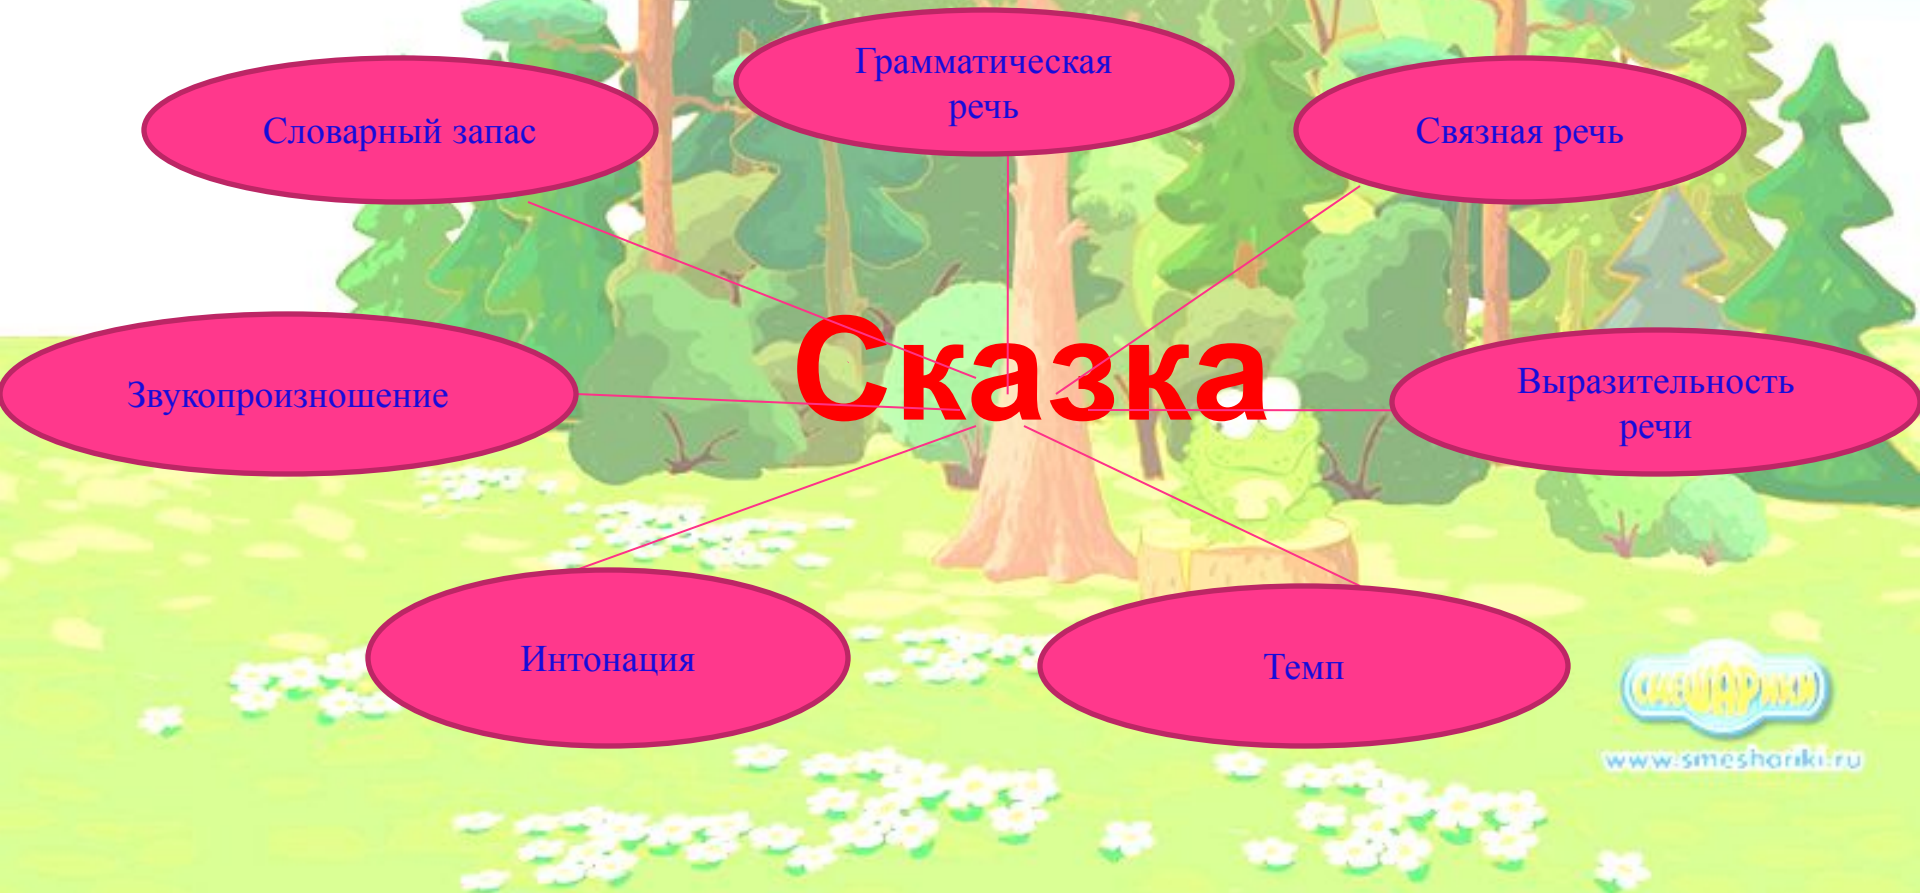 Грамматическая
речь
Словарный запас
Связная речь
Сказка
Звукопроизношение
Выразительность
речи
Интонация
Темп
СМЕШАРИКИ
www.smeshariki.ru